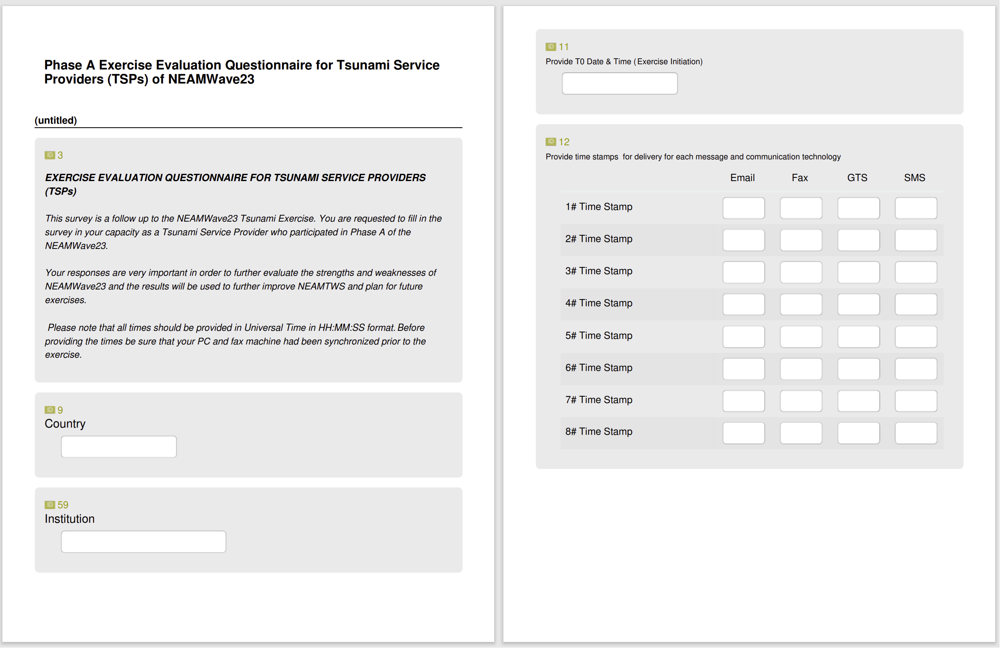 Phase A Exercise Evaluation Questionnaire for Tsunami Service
Providers (TSPs) of NEAMWave23
(untitled)
ID 3
EXERCISE EVALUATION QUESTIONNAIRE FOR TSUNAMI SERVICE PROVIDERS
(TSPs)
This survey is a follow up to the NEAMWave23 Tsunami Exercise. You are requested to fill in the
survey in your capacity as a Tsunami Service Provider who participated in Phase A of the
NEAMWave23.
Your responses are very important in order to further evaluate the strengths and weaknesses of
NEAMWave23 and the results will be used to further improve NEAMTWS and plan for future
exercises.
Please note that all times should be provided in Universal Time in HH:MM:SS format. Before
providing the times be sure that your PC and fax machine had been synchronized prior to the
exercise.
ID 9
Country
ID 59
Institution
ID 11
Provide T0 Date & Time (Exercise Initiation)
ID 12
Provide time stamps  for delivery for each message and communication technology
Email Fax GTS SMS
1# Time Stamp
2# Time Stamp
3# Time Stamp
4# Time Stamp
5# Time Stamp
6# Time Stamp
7# Time Stamp
8# Time Stamp